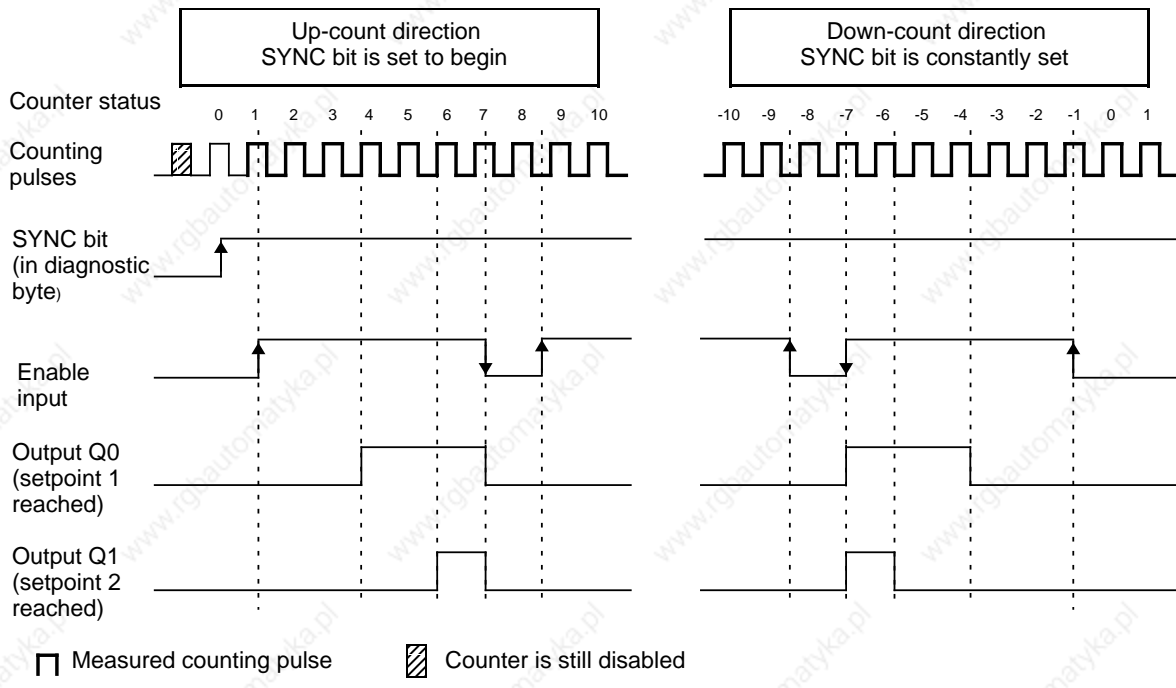 Up-count direction
SYNC bit is set to begin
Down-count direction
SYNC bit is constantly set
Counter status
0 1 2 3 4 5 6 7 8 9 10
-10 -9 -8 -7 -6 -5 -4 -3 -2 -1 0 1
Counting
pulses
SYNC bit
(in diagnostic
byte)
Enable
input
Output Q0
(setpoint 1
reached)
Output Q1
(setpoint 2
reached)
Measured counting pulse
Counter is still disabled
www.rgbautomatyka.pl